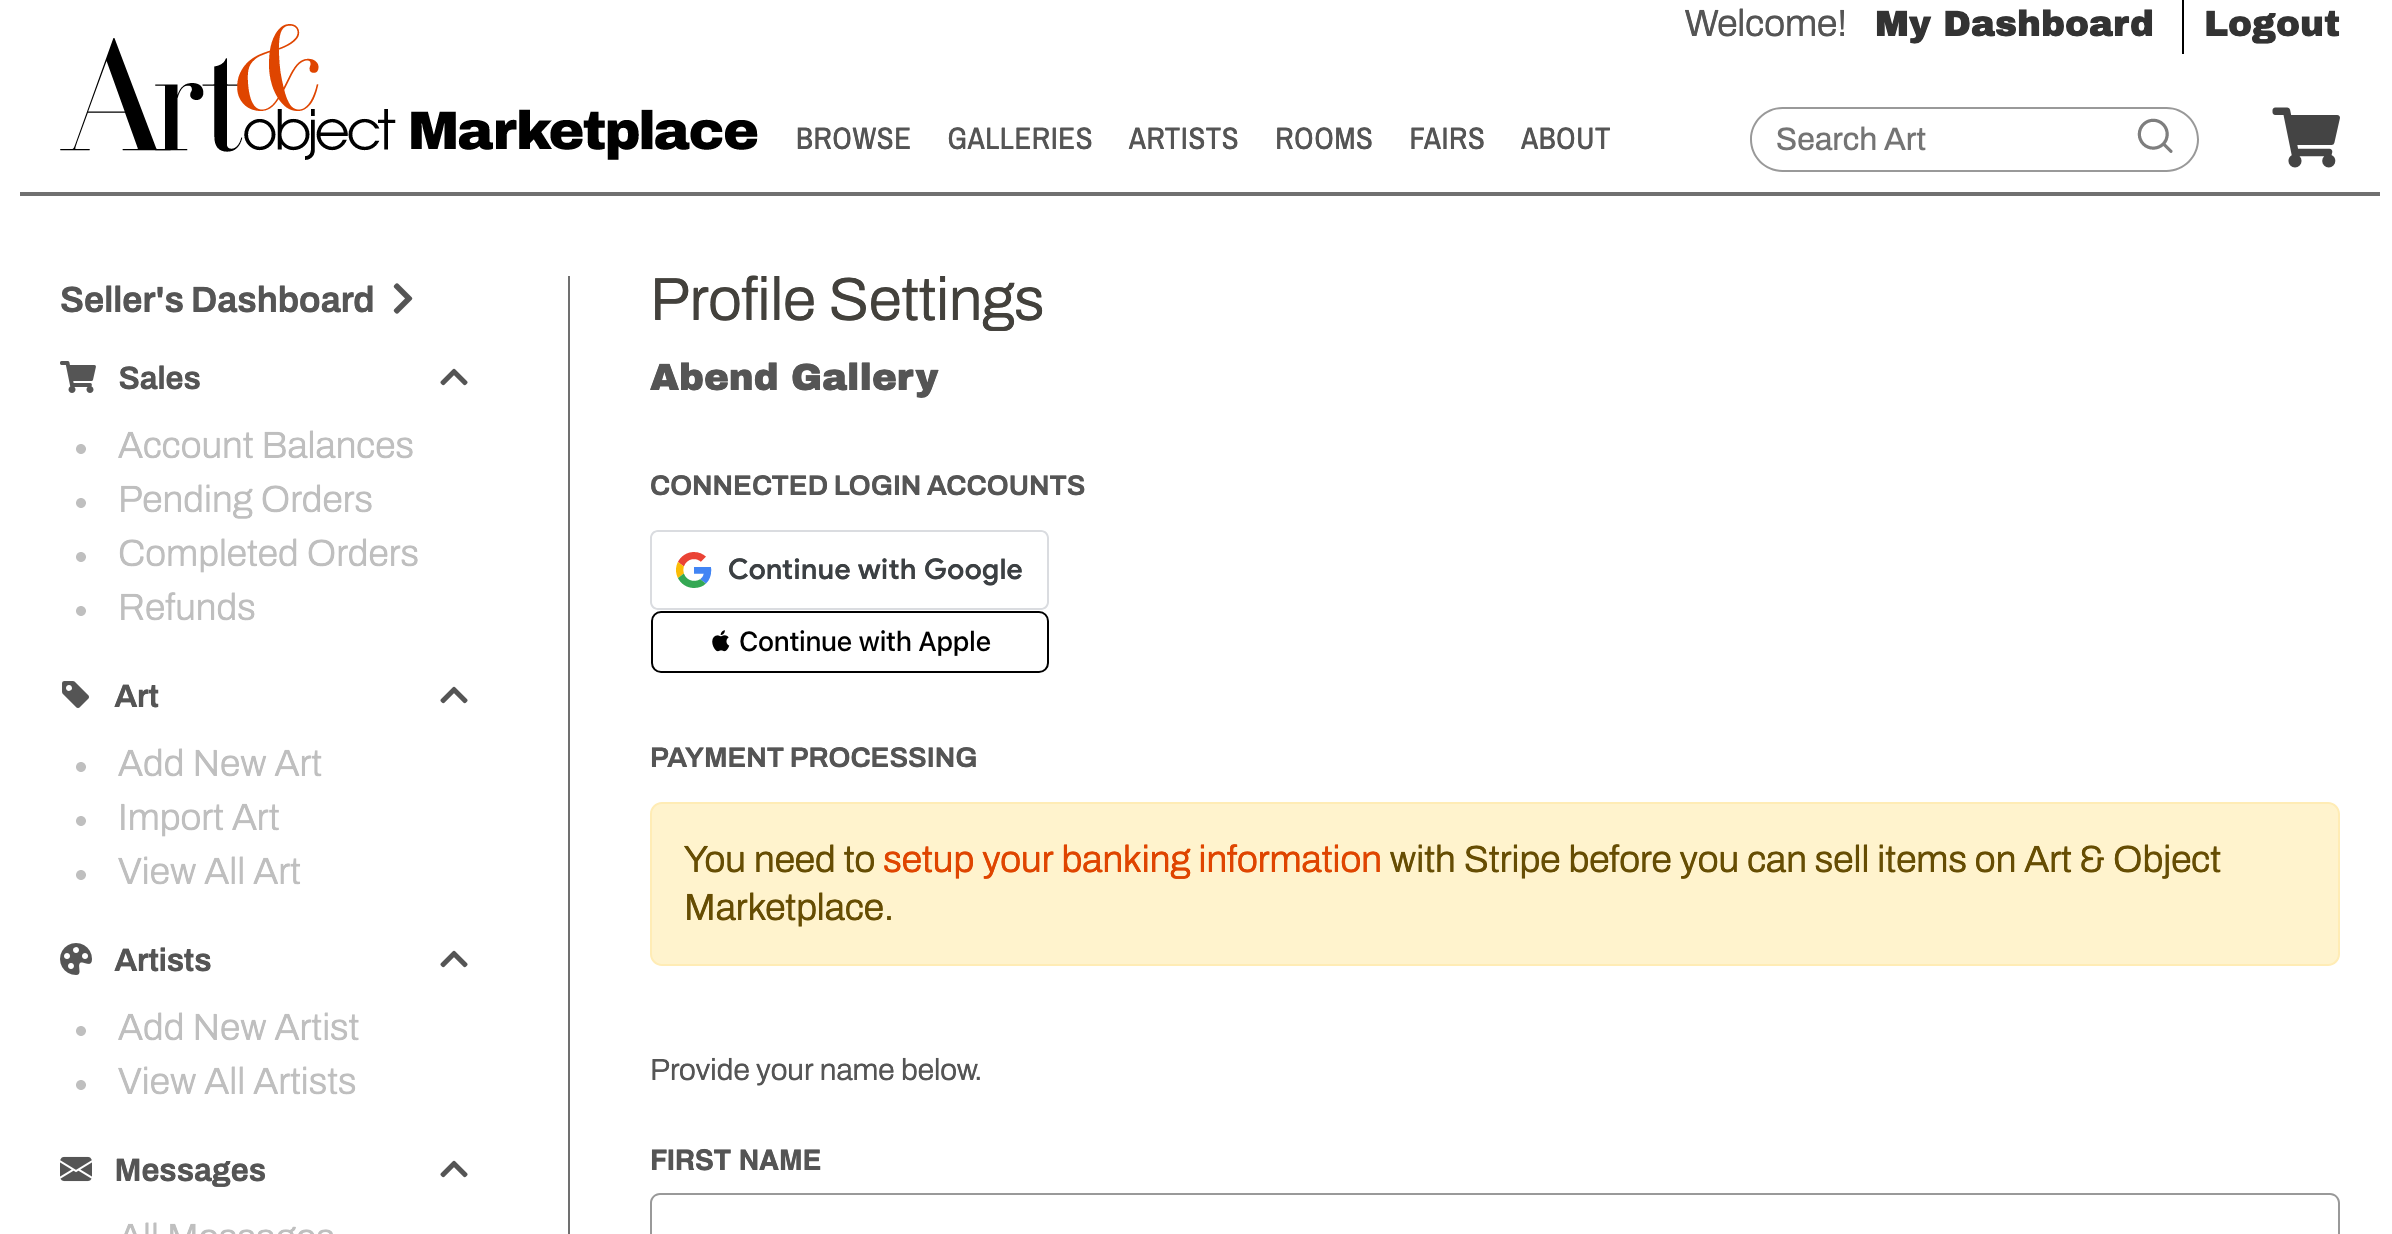 Welcome! My Dashboard Logout
Art & object Marketplace
BROWSE GALLERIES ARTISTS ROOMS FAIRS ABOUT
Search Art
Seller's Dashboard
Sales
Account Balances
Pending Orders
Completed Orders
Refunds
Art
Add New Art
Import Art
View All Art
Artists
Add New Artist
View All Artists
Messages
All Messages
Profile Settings
Abend Gallery
CONNECTED LOGIN ACCOUNTS
Continue with Google
Continue with Apple
PAYMENT PROCESSING
You need to setup your banking information with Stripe before you can sell items on Art & Object
Marketplace.
Provide your name below.
FIRST NAME